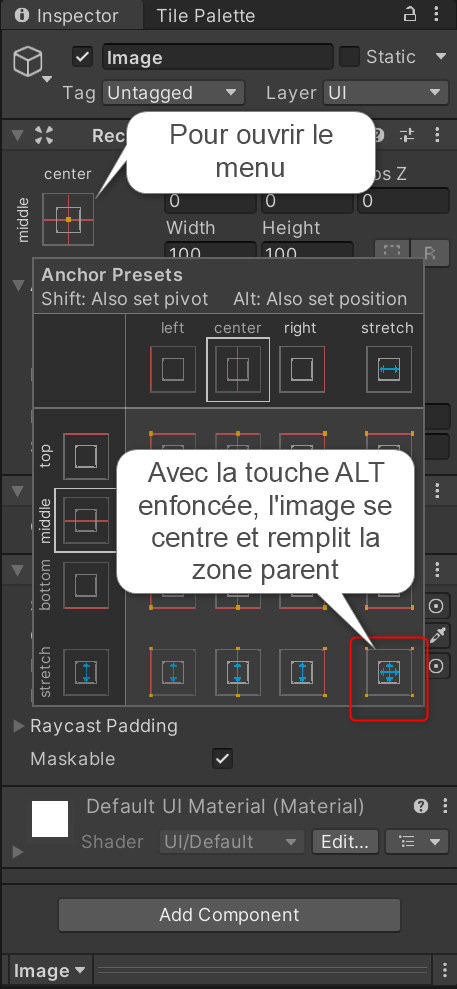 Inspector Tile Palette
Image Static
Tag Untagged Layer UI
Rec
Pour ouvrir le
menu
center
os Z
middle
0 0 0
Width Height
100 100
R
Anchor Presets
Shift: Also set pivot Alt: Also set position
left center right stretch
top
middle
bottom
stretch
Avec la touche ALT
enfoncée, l'image se
centre et remplit la
zone parent
Raycast Padding
Maskable
Default UI Material (Material)
Shader UI/Default Edit...
Add Component
Image